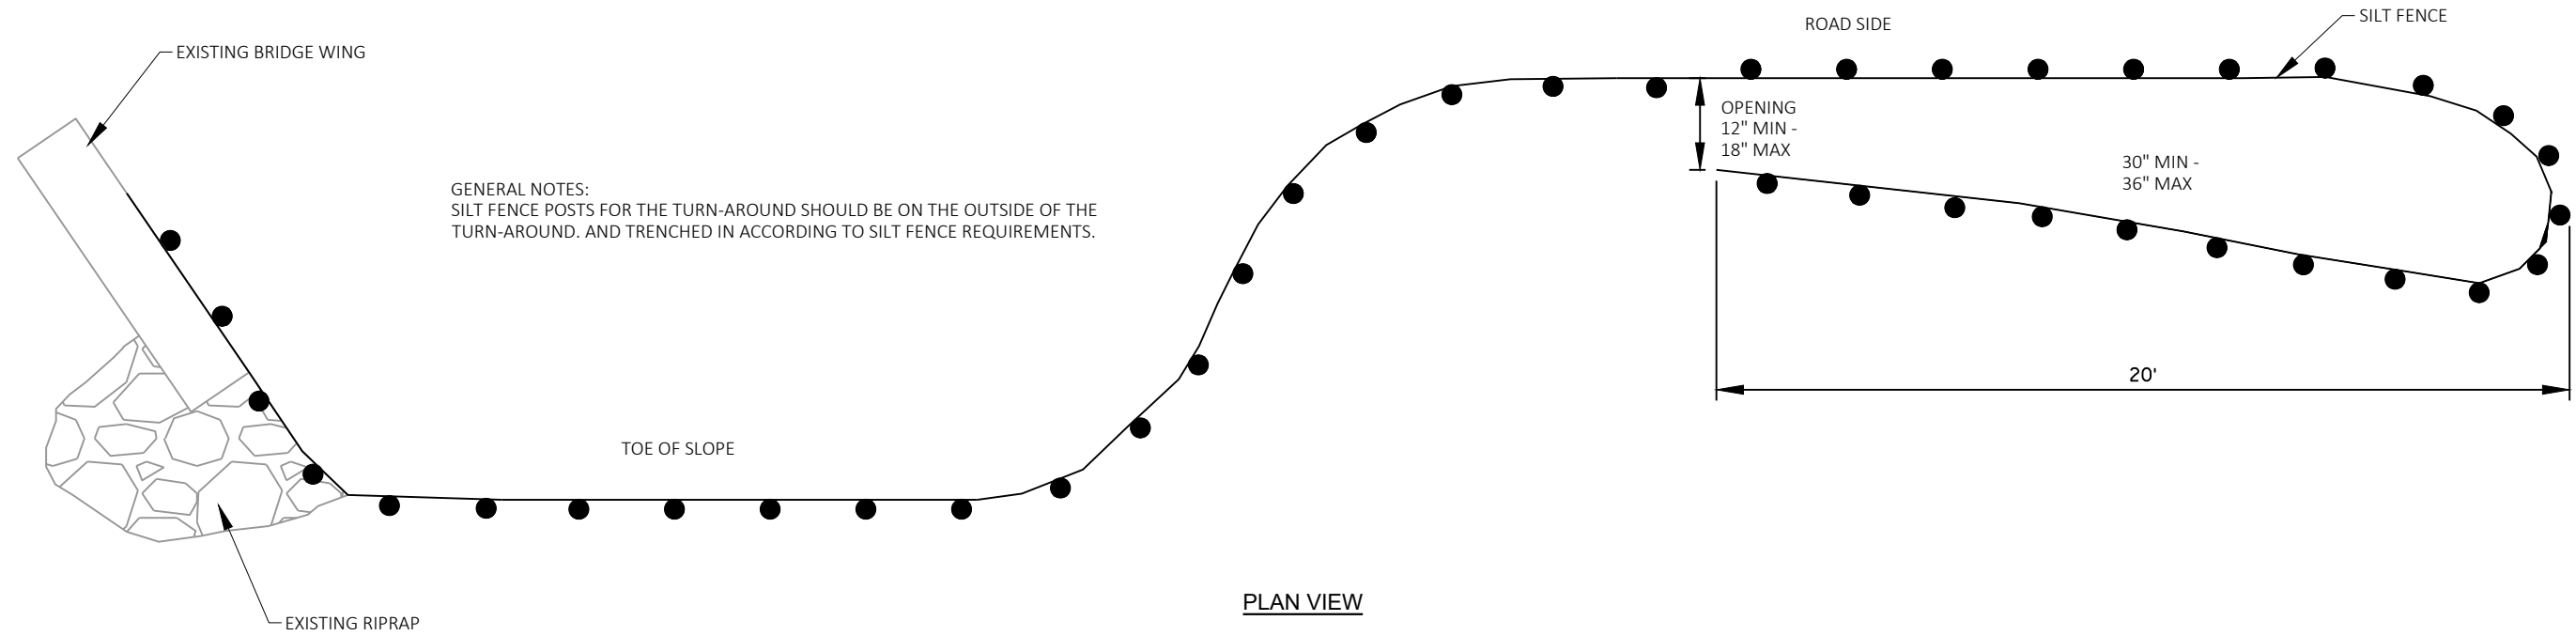 ROAD SIDE
SILT FENCE
EXISTING BRIDGE WING
OPENING
12" MIN -
18" MAX
30" MIN -
36" MAX
GENERAL NOTES:
SILT FENCE POSTS FOR THE TURN-AROUND SHOULD BE ON THE OUTSIDE OF THE
TURN-AROUND. AND TRENCHED IN ACCORDING TO SILT FENCE REQUIREMENTS.
20'
TOE OF SLOPE
PLAN VIEW
EXISTING RIPRAP